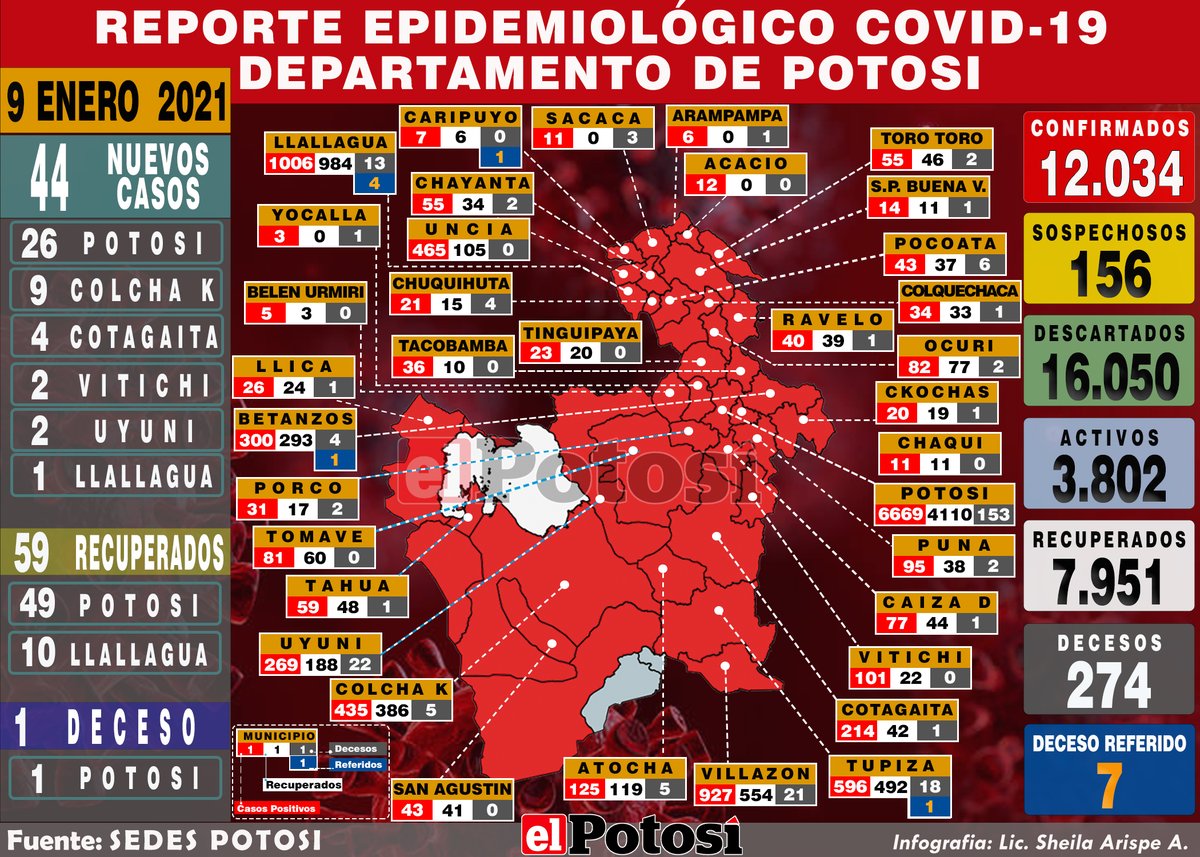 REPORTE EPIDEMIOLÓGICO COVID-19
DEPARTAMENTO DE POTOSI
9 ENERO 2021
44 NUEVOS CASOS
26 POTOSI
9 COLCHA K
4 COTAGAITA
2 VITICHI
2 UYUNI
1 LLALLAGUA
59 RECUPERADOS
49 POTOSI
10 LLALLAGUA
1 DECESO
1 POTOSI
CARIPUYO
7 6 0
1
SACACA
11 0 3
ARAMPAMPA
6 0 1
LLALLAGUA
1006 984 13
4
ACACIO
12 0 0
TORO TORO
55 46 2
CHAYANTA
55 34 2
S.P. BUENA V.
14 11 1
YOCALLA
3 0 1
UNCIA
465 105 0
POCOATA
43 37 6
CHUQUIHUTA
21 15 4
BELEN URMIRI
5 3 0
COLQUECHACA
34 33 1
TINGUIPAYA
23 20 0
RAVELO
40 39 1
TACOBAMBA
36 10 0
OCURI
82 77 2
LLICA
26 24 1
CKOCHAS
20 19 1
BETANZOS
300 293 4
1
CHAQUI
11 11 0
PORCO
31 17 2
POTOSI
6669 4110 153
TOMAVE
81 60 0
PUNA
95 38 2
TAHUA
59 48 1
CAIZA D
77 44 1
UYUNI
269 188 22
VITICHI
101 22 0
COLCHA K
435 386 5
COTAGAITA
214 42 1
SAN AGUSTIN
43 41 0
ATOCHA
125 119 5
VILLAZON
927 554 21
TUPIZA
596 492 18
1
MUNICIPIO
1 1 1
1
Decesos
Referidos
Recuperados
Casos Positivos
el Potosí
CONFIRMADOS
12.034
SOSPECHOSOS
156
DESCARTADOS
16.050
ACTIVOS
3.802
RECUPERADOS
7.951
DECESOS
274
DECESO REFERIDO
7
Fuente: SEDES POTOSI
el Potosí
Infografia: Lic. Sheila Arispe A.